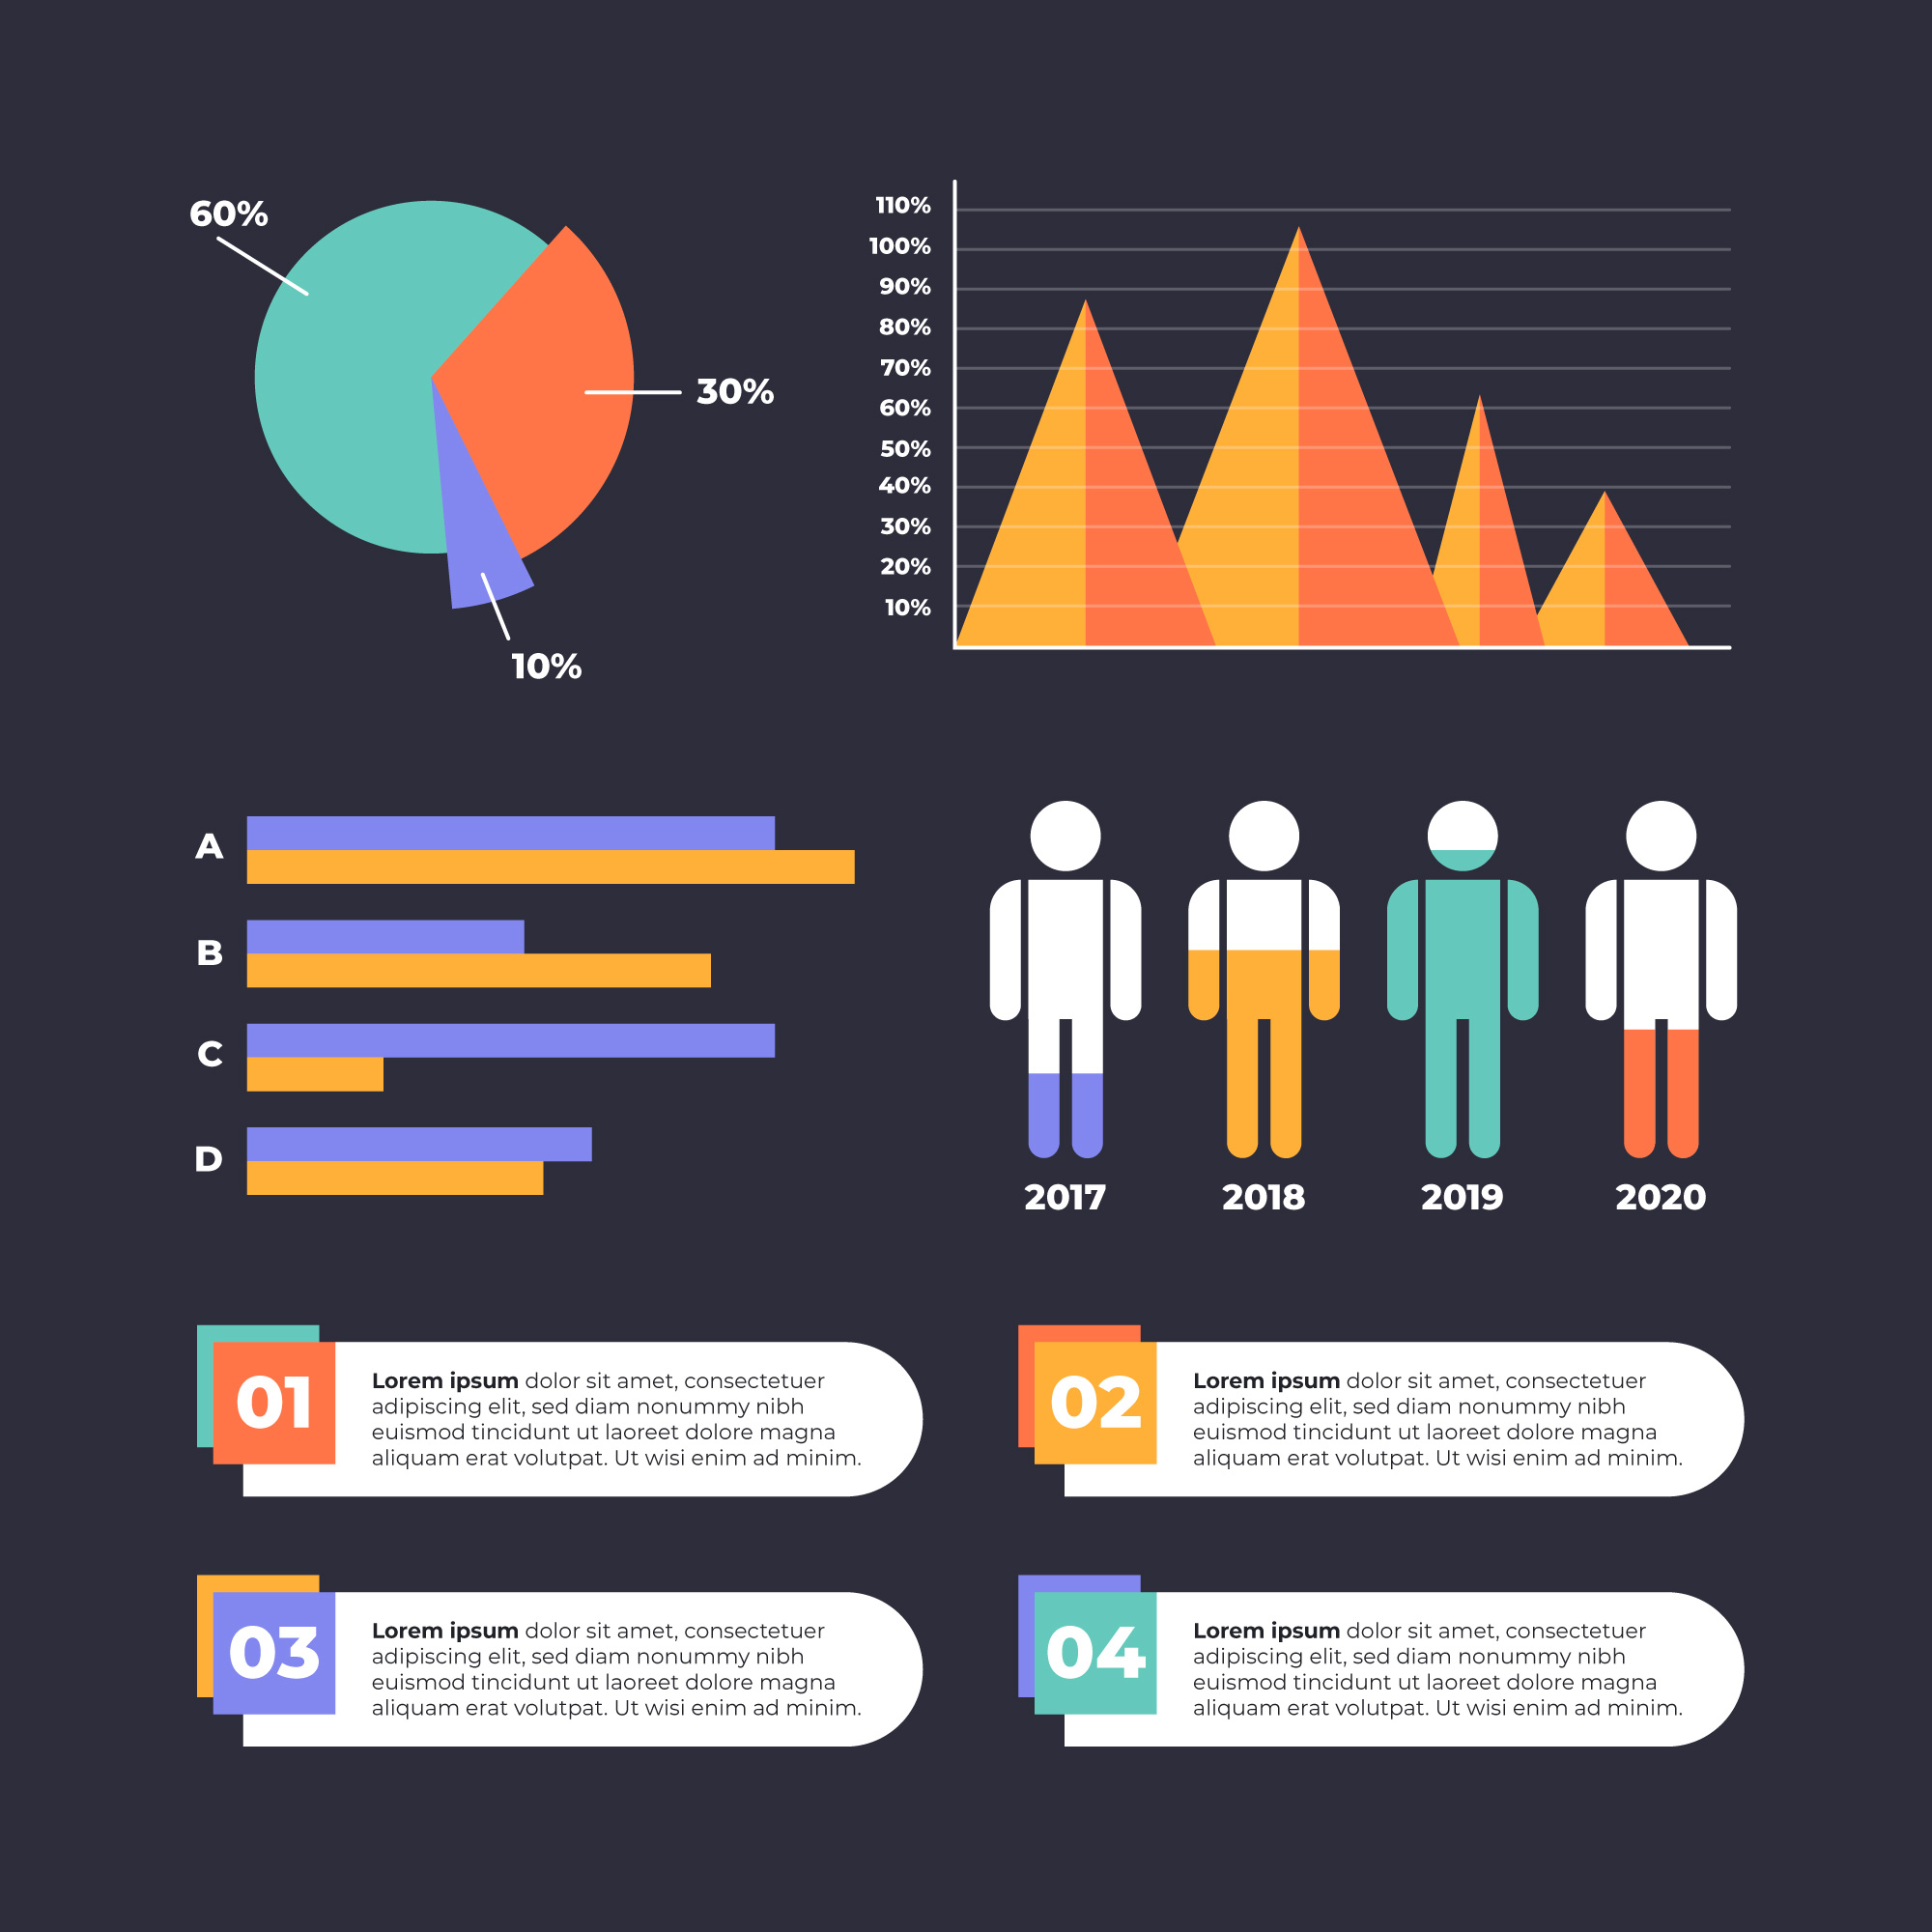 60%
30%
10%
110%
100%
90%
80%
70%
60%
50%
40%
30%
20%
10%
A
B
C
D
2017 2018 2019 2020
01
Lorem ipsum dolor sit amet, consectetuer
adipiscing elit, sed diam nonummy nibh
euismod tincidunt ut laoreet dolore magna
aliquam erat volutpat. Ut wisi enim ad minim.
02
Lorem ipsum dolor sit amet, consectetuer
adipiscing elit, sed diam nonummy nibh
euismod tincidunt ut laoreet dolore magna
aliquam erat volutpat. Ut wisi enim ad minim.
03
Lorem ipsum dolor sit amet, consectetuer
adipiscing elit, sed diam nonummy nibh
euismod tincidunt ut laoreet dolore magna
aliquam erat volutpat. Ut wisi enim ad minim.
04
Lorem ipsum dolor sit amet, consectetuer
adipiscing elit, sed diam nonummy nibh
euismod tincidunt ut laoreet dolore magna
aliquam erat volutpat. Ut wisi enim ad minim.